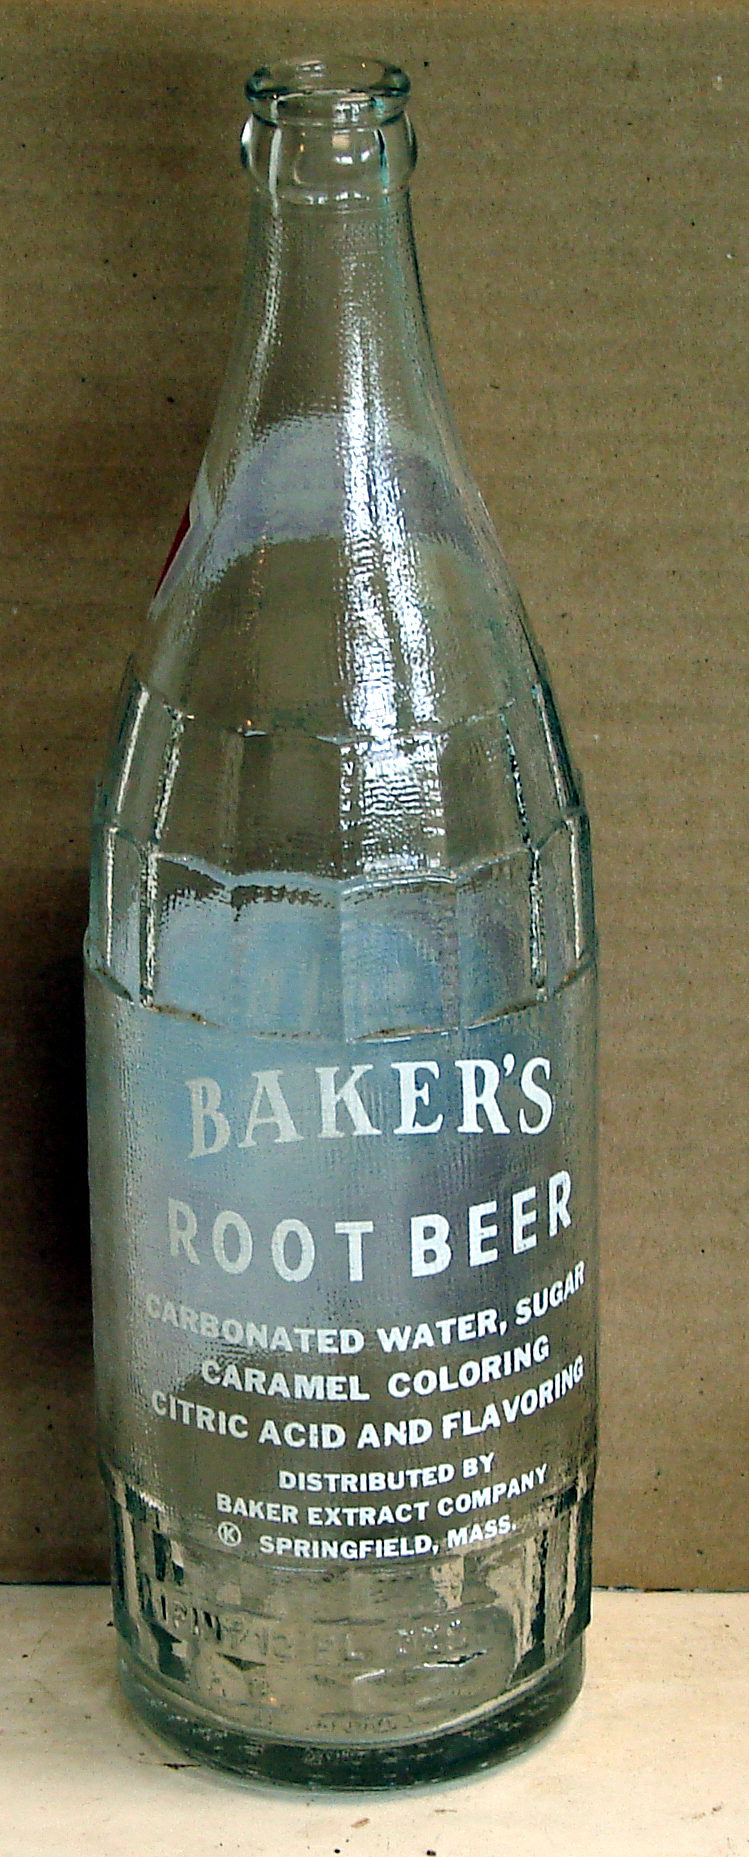 BAKER'S
ROOT BEER
CARBONATED WATER, SUGAR
CARAMEL COLORING
CITRIC ACID AND FLAVORING
DISTRIBUTED BY
BAKER EXTRACT COMPANY
Ⓚ SPRINGFIELD, MASS.